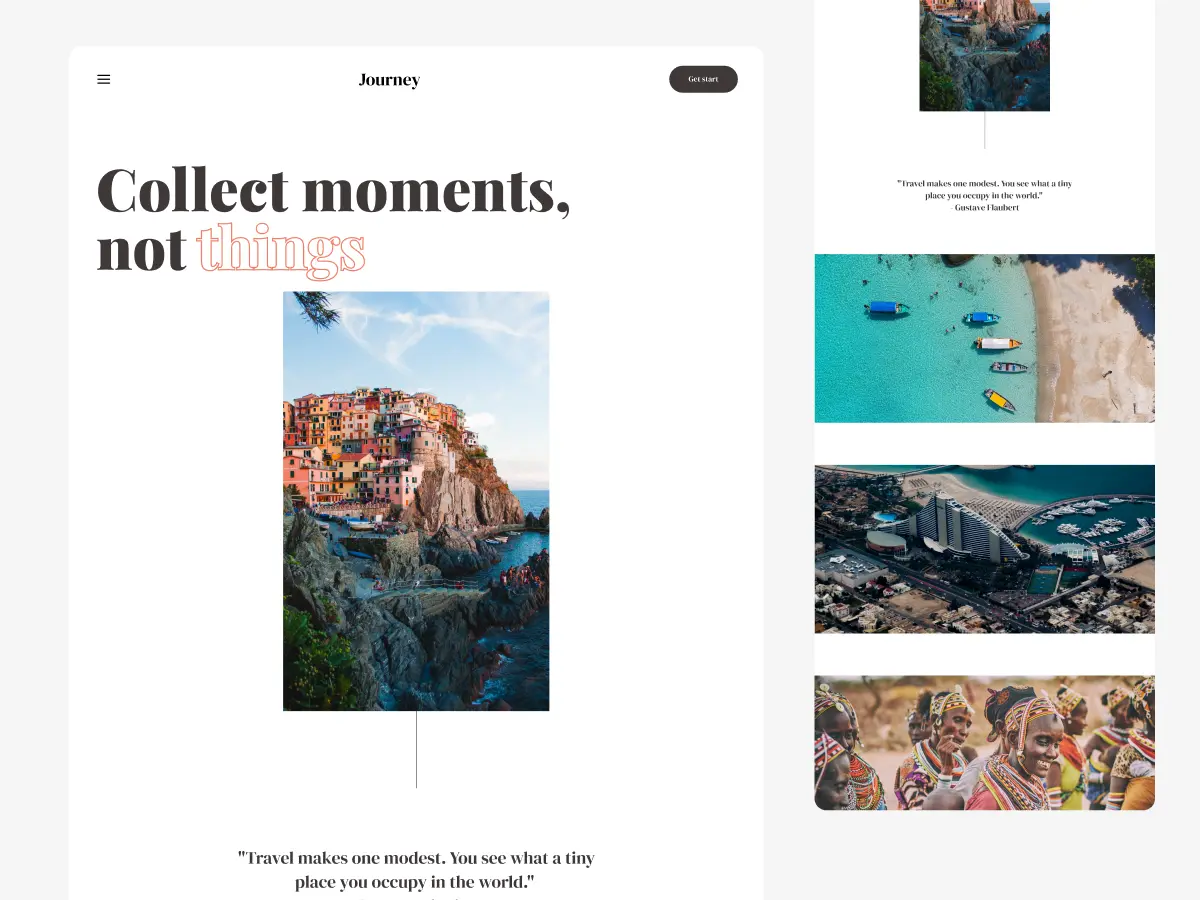 Journey
Get start
Collect moments,
not things
"Travel makes one modest. You see what a tiny
place you occupy in the world."
"Travel makes one modest. You see what a tiny
place you occupy in the world."
- Gustave Flaubert